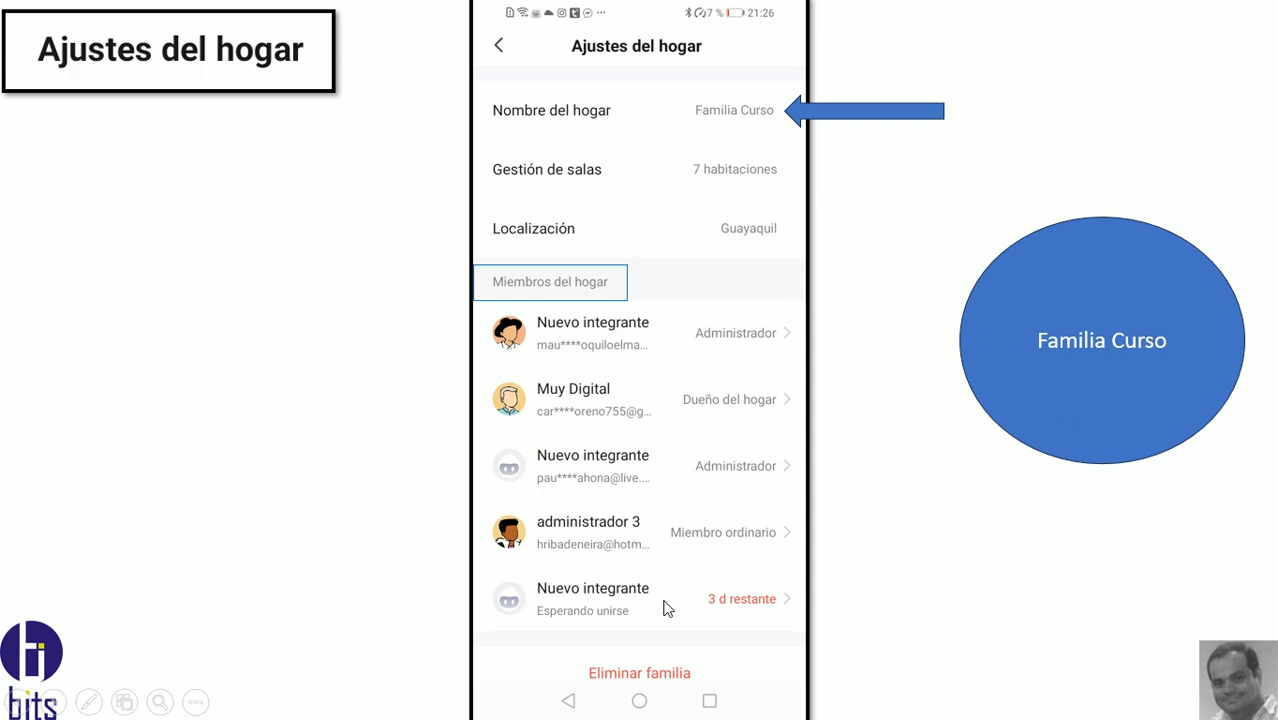 Ajustes del hogar
7 % 21:26
Ajustes del hogar
Nombre del hogar Familia Curso
Gestión de salas 7 habitaciones
Localización Guayaquil
Miembros del hogar
Nuevo integrante
mau****oquiloelma... Administrador
Muy Digital
car****oreno755@g... Dueño del hogar
Nuevo integrante
pau****ahona@live.... Administrador
administrador 3
hribadeneira@hotm... Miembro ordinario
Nuevo integrante
Esperando unirse 3 d restante
Eliminar familia
Familia Curso
hi
bits